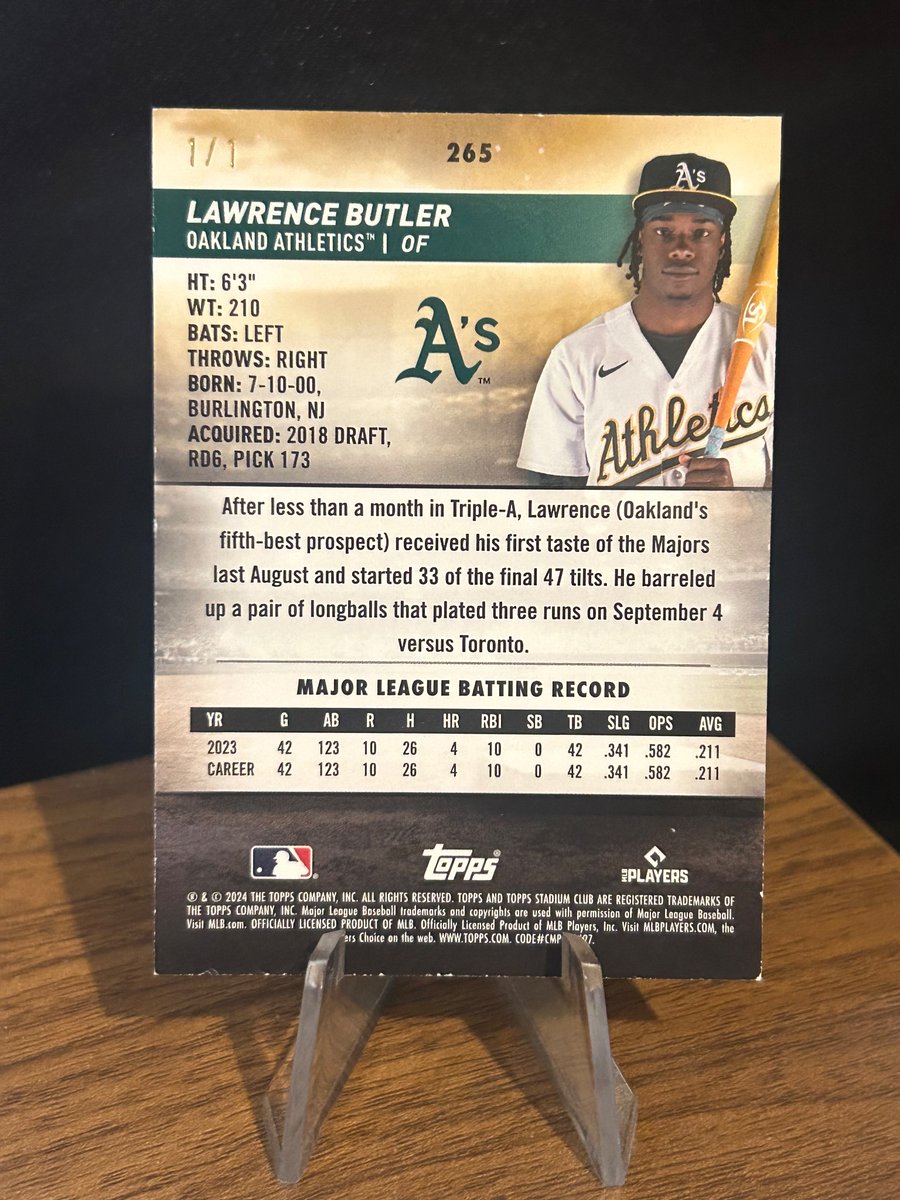 1/1
265
A's
LAWRENCE BUTLER
OAKLAND ATHLETICS™ | OF
HT: 6'3"
WT: 210
BATS: LEFT
THROWS: RIGHT
BORN: 7-10-00,
BURLINGTON, NJ
ACQUIRED: 2018 DRAFT,
RD6, PICK 173
A's™
Athletics
After less than a month in Triple-A, Lawrence (Oakland's
fifth-best prospect) received his first taste of the Majors
last August and started 33 of the final 47 tilts. He barreled
up a pair of longballs that plated three runs on September 4
versus Toronto.
MAJOR LEAGUE BATTING RECORD
YR G AB R H HR RBI SB TB SLG OPS AVG
2023 42 123 10 26 4 10 0 42 .341 .582 .211
CAREER 42 123 10 26 4 10 0 42 .341 .582 .211
topps®
MLB PLAYERS
® & © 2024 THE TOPPS COMPANY, INC. ALL RIGHTS RESERVED. TOPPS AND TOPPS STADIUM CLUB ARE REGISTERED TRADEMARKS OF
THE TOPPS COMPANY, INC. Major League Baseball trademarks and copyrights are used with permission of Major League Baseball.
Visit MLB.com. OFFICIALLY LICENSED PRODUCT OF MLB. Officially Licensed Product of MLB Players, Inc. Visit MLBPLAYERS.COM, the
Choice on the web. WWW.TOPPS.COM.